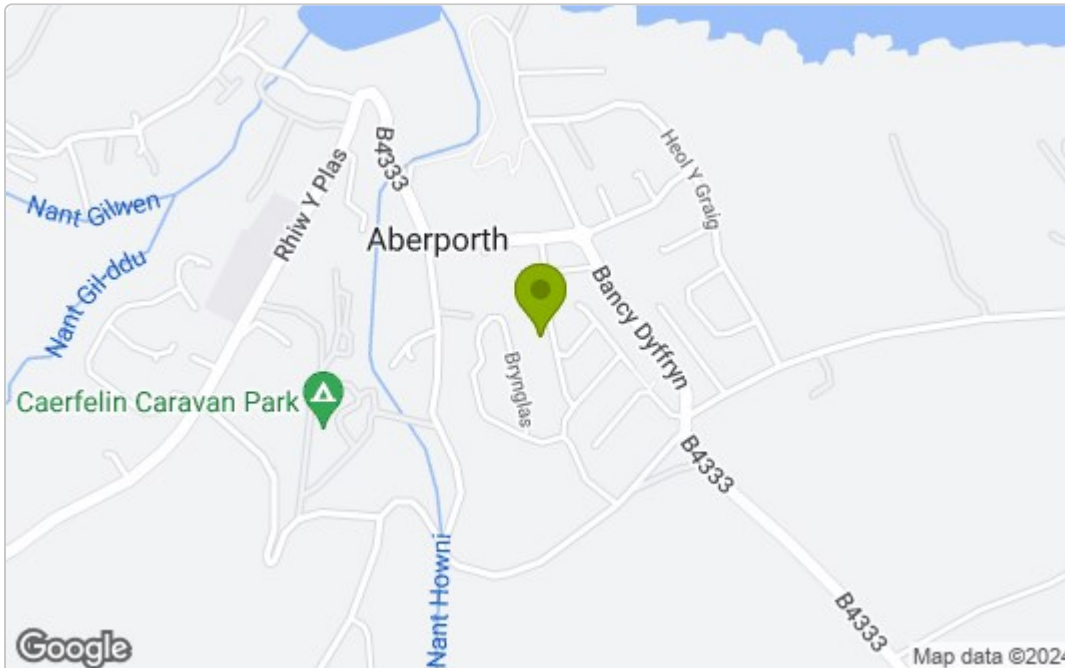 B4333
Heol Y Graig
Rhiw Y Plas
Nant Gilwen
Aberporth
Nant Gil-ddu
Bancy Dyffryn
Brynglas
Caerfelin Caravan Park
B4333
Nant Howni
B4333
Google
Map data ©2024